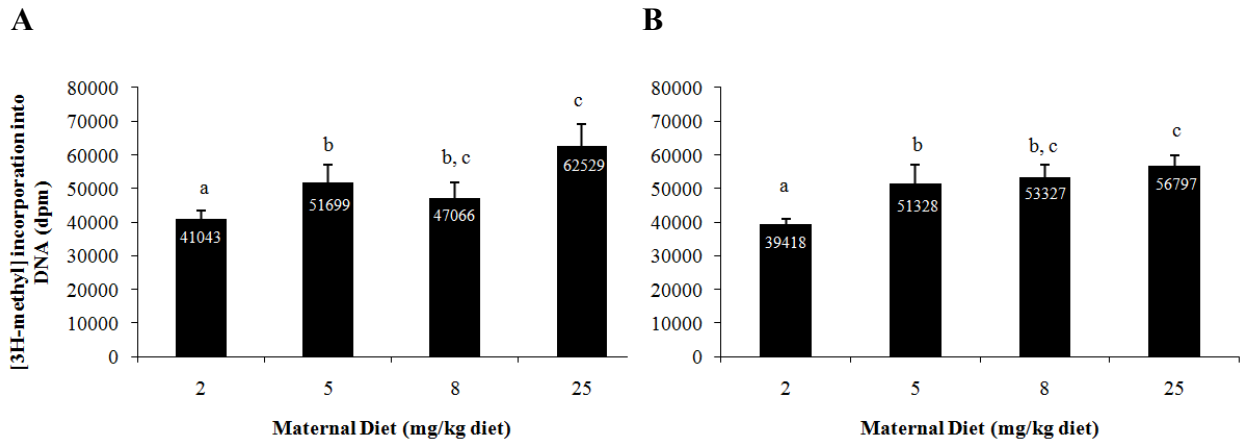 A
[3H-methyl] incorporation into
DNA (dpm)
80000
70000
60000
50000
40000
30000
20000
10000
0
a
b
b, c
c
41043
51699
47066
62529
2
5
8
25
Maternal Diet (mg/kg diet)
B
80000
70000
60000
50000
40000
30000
20000
10000
0
a
b
b, c
c
39418
51328
53327
56797
2
5
8
25
Maternal Diet (mg/kg diet)